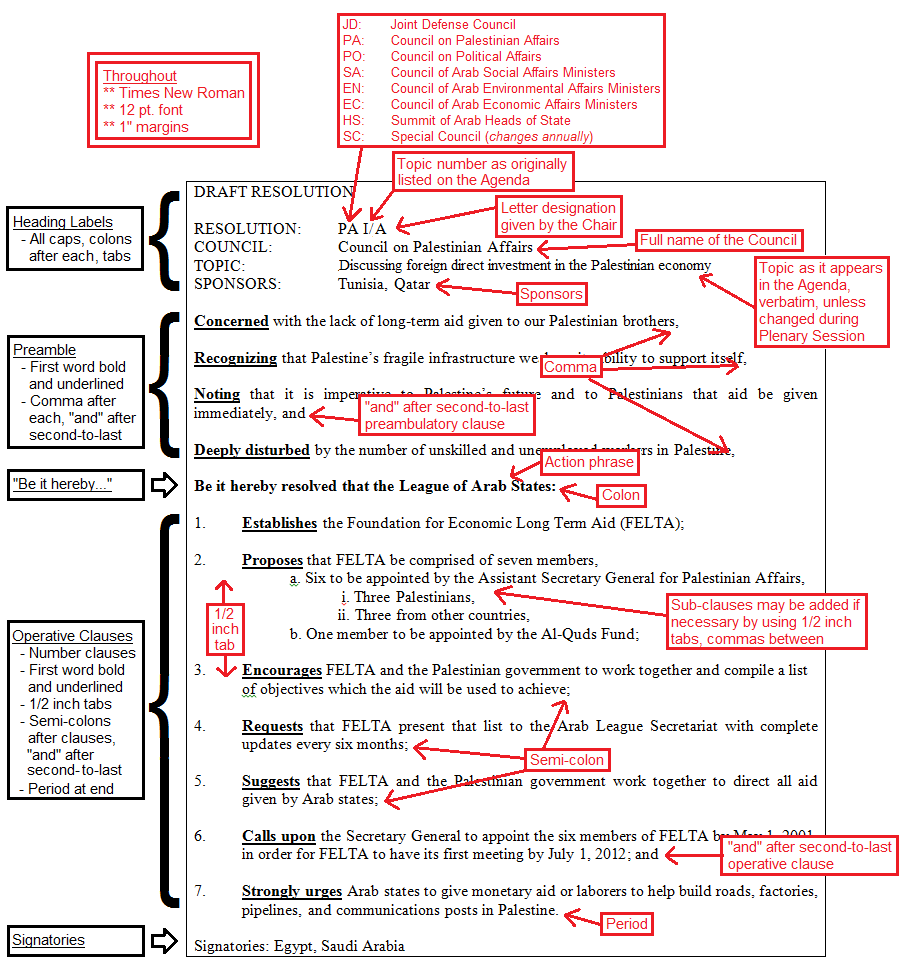 JD: Joint Defense Council
PA: Council on Palestinian Affairs
PO: Council on Political Affairs
SA: Council of Arab Social Affairs Ministers
EN: Council of Arab Environmental Affairs Ministers
EC: Council of Arab Economic Affairs Ministers
HS: Summit of Arab Heads of State
SC: Special Council (changes annually)
Throughout
** Times New Roman
** 12 pt. font
** 1" margins
Topic number as originally
listed on the Agenda
Letter designation
given by the Chair
Full name of the Council
Sponsors
Topic as it appears
in the Agenda,
verbatim, unless
changed during
Plenary Session
Heading Labels
- All caps, colons
after each, tabs
DRAFT RESOLUTION
RESOLUTION: PA I/A
COUNCIL: Council on Palestinian Affairs
TOPIC: Discussing foreign direct investment in the Palestinian economy
SPONSORS: Tunisia, Qatar
Preamble
- First word bold
and underlined
- Comma after
each, "and" after
second-to-last
Concerned with the lack of long-term aid given to our Palestinian brothers,
Recognizing that Palestine's fragile infrastructure to support itself,
Comma
Noting that it is imperative to Palestine's future and to Palestinians that aid be given
immediately, and
"and" after second-to-last
preambulatory clause
Deeply disturbed by the number of unskilled and unemployed workers in Palestine,
Action phrase
"Be it hereby..."
Be it hereby resolved that the League of Arab States:
Colon
Operative Clauses
- Number clauses
- First word bold
and underlined
- 1/2 inch tabs
- Semi-colons
after clauses,
"and" after
second-to-last
- Period at end
1. Establishes the Foundation for Economic Long Term Aid (FELTA);
2. Proposes that FELTA be comprised of seven members,
a. Six to be appointed by the Assistant Secretary General for Palestinian Affairs,
i. Three Palestinians,
ii. Three from other countries,
b. One member to be appointed by the Al-Quds Fund;
1/2
inch
tab
Sub-clauses may be added if
necessary by using 1/2 inch
tabs, commas between
3. Encourages FELTA and the Palestinian government to work together and compile a list
of objectives which the aid will be used to achieve;
4. Requests that FELTA present that list to the Arab League Secretariat with complete
updates every six months;
Semi-colon
5. Suggests that FELTA and the Palestinian government work together to direct all aid
given by Arab states;
6. Calls upon the Secretary General to appoint the six members of FELTA by May 1, 2001
in order for FELTA to have its first meeting by July 1, 2012; and
"and" after second-to-last
operative clause
7. Strongly urges Arab states to give monetary aid or laborers to help build roads, factories,
pipelines, and communications posts in Palestine.
Period
Signatories
Signatories: Egypt, Saudi Arabia